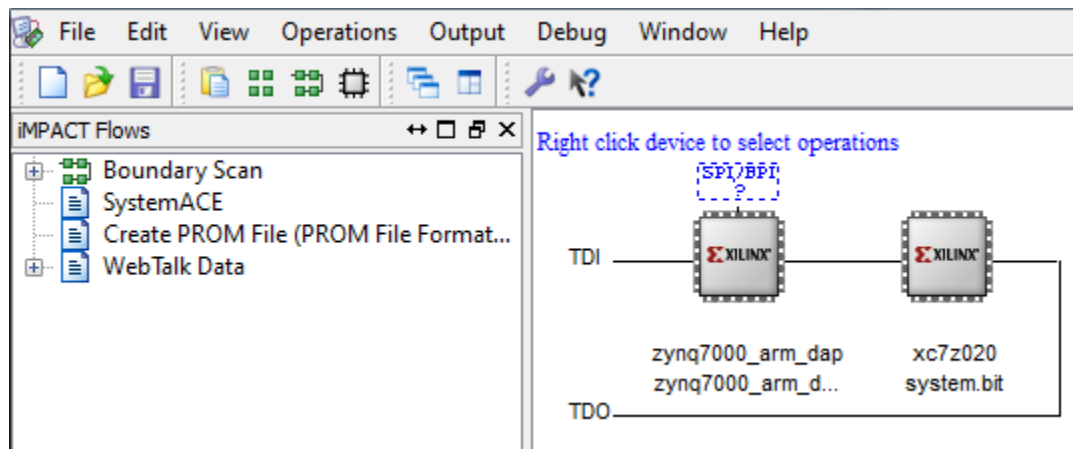 File Edit View Operations Output Debug Window Help
iMPACT Flows
Boundary Scan
SystemACE
Create PROM File (PROM File Format...
WebTalk Data
Right click device to select operations
SPI/BPI
?
TDI
XILINX
XILINX
zynq7000_arm_dap
zynq7000_arm_d...
xc7z020
system.bit
TDO